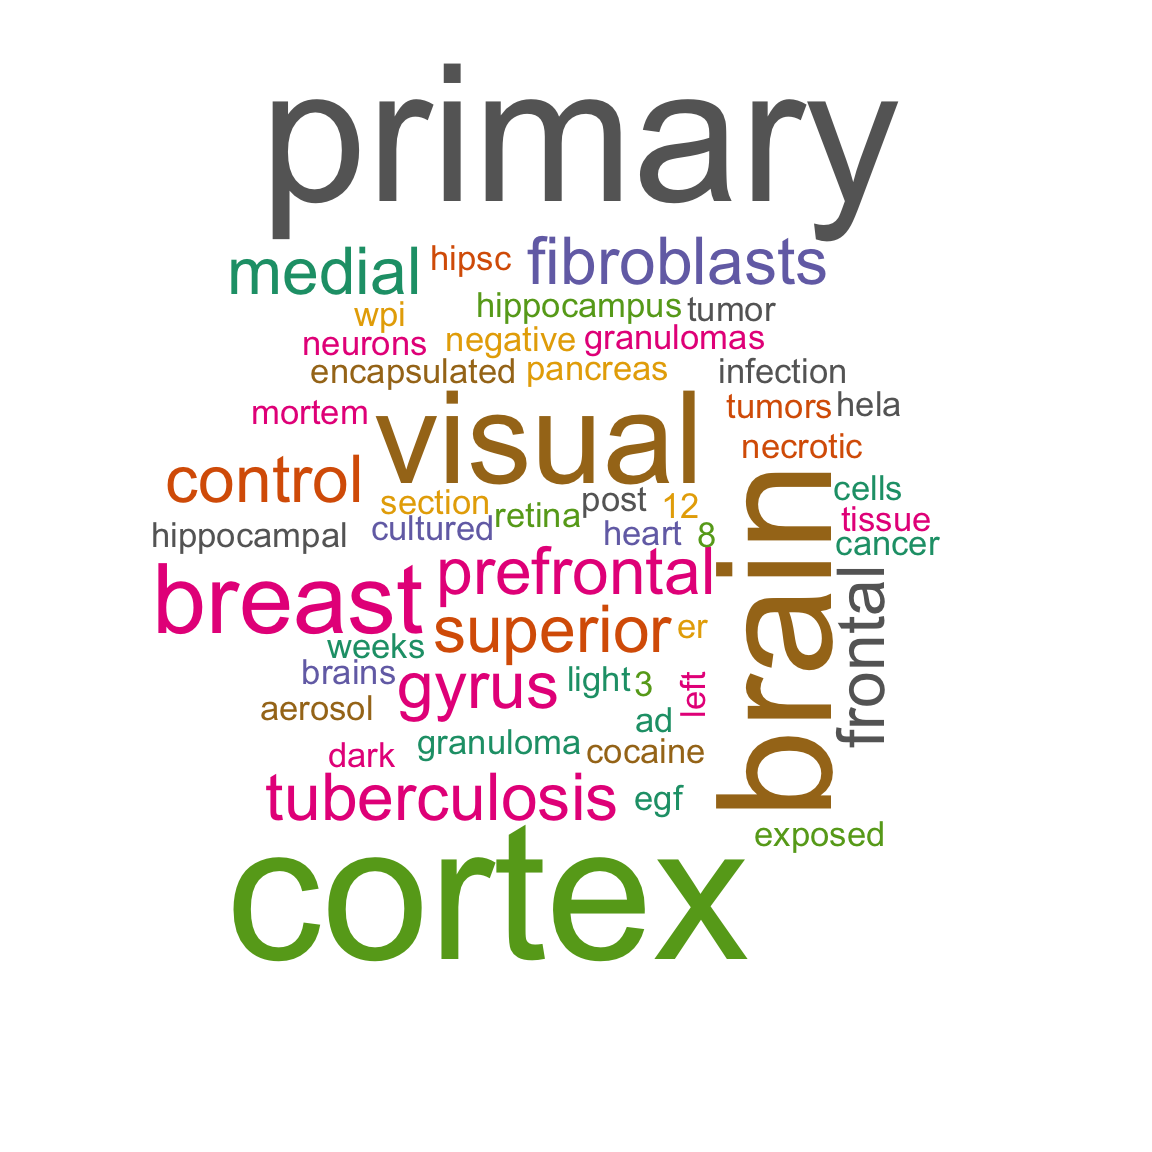 primary
medial hipsc fibroblasts
wpi hippocampus tumor
neurons negative granulomas
encapsulated pancreas infection
mortem visual tumors hela
necrotic
control section post 12 cells
hippocampal cultured retina heart 8 tissue
cancer
breast prefrontal brain frontal
weeks superior er
brains gyrus light 3 left
aerosol ad
dark granuloma cocaine
tuberculosis egf
exposed
cortex